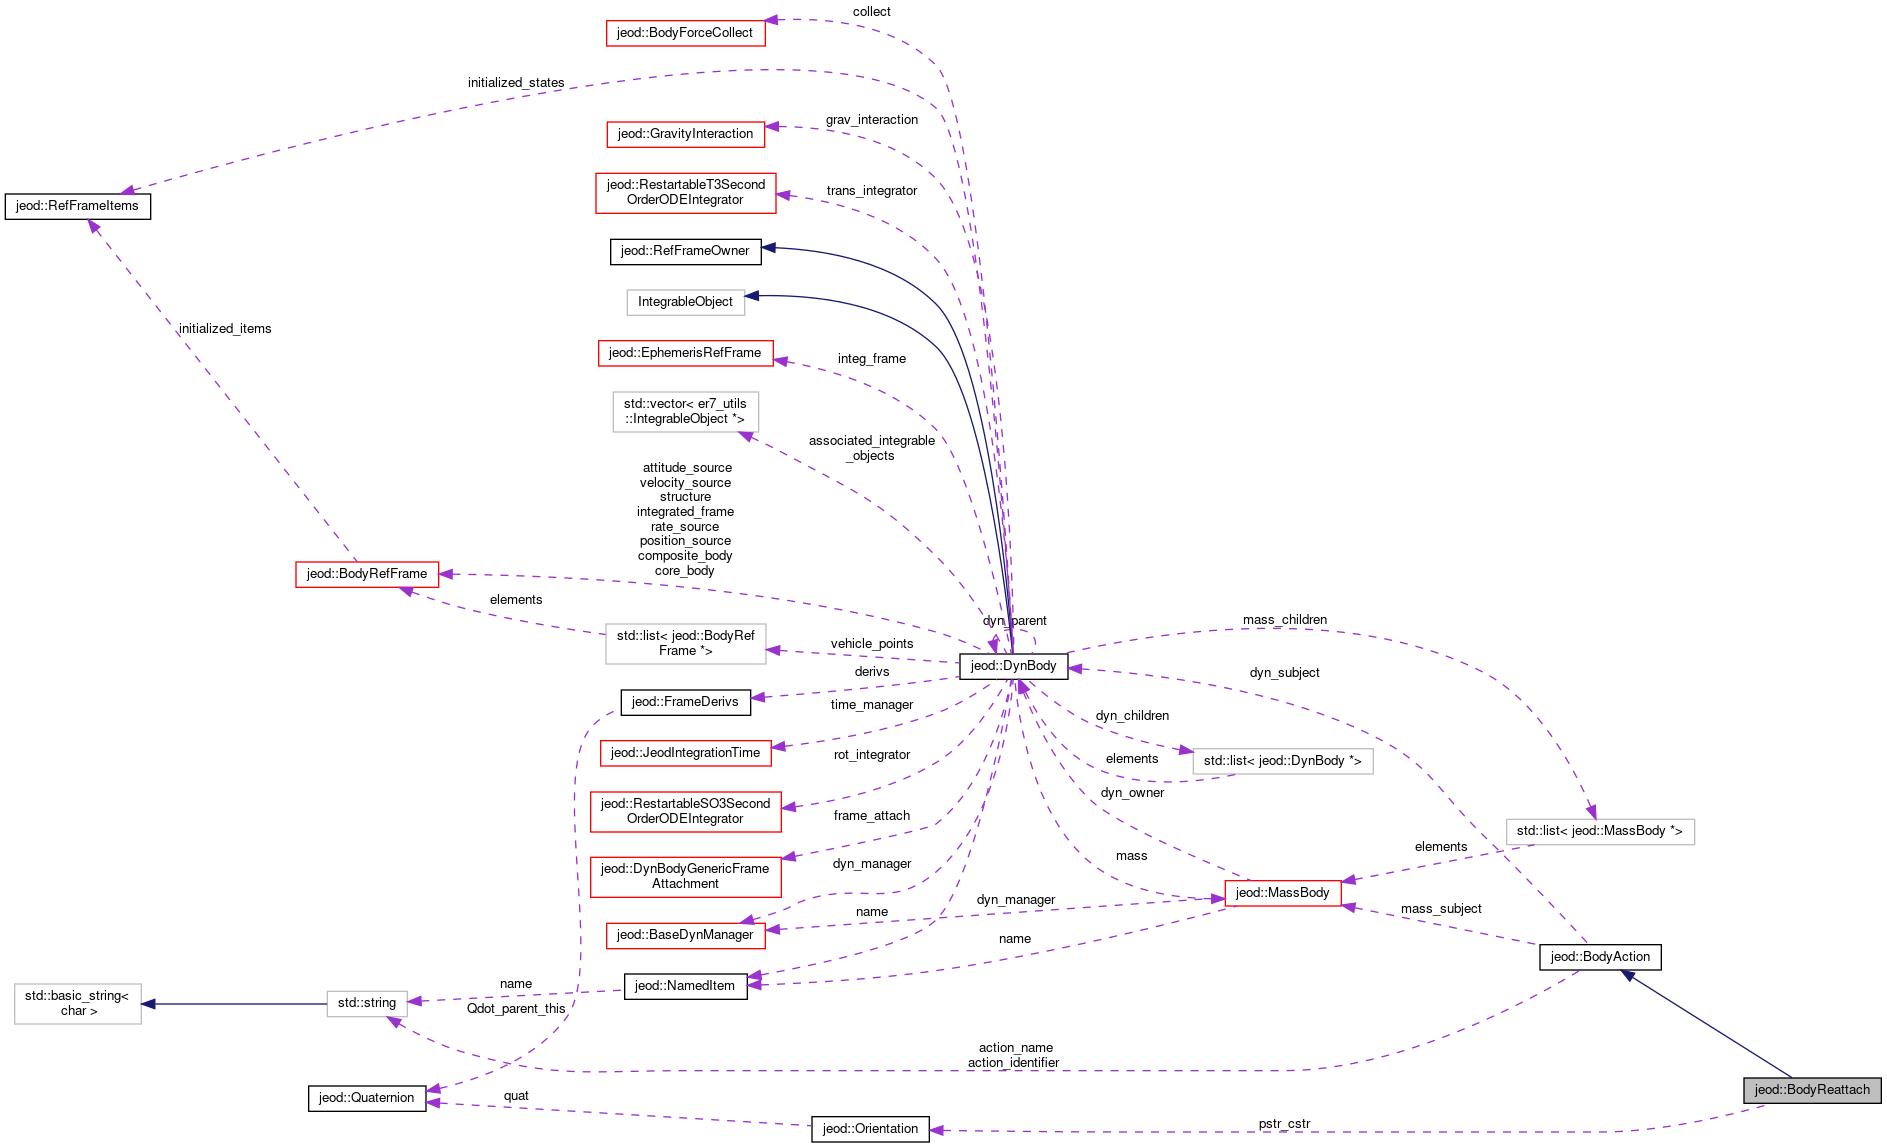 collect
jeod::BodyForceCollect
initialized_states
grav_interaction
jeod::GravityInteraction
jeod::RestartableT3Second
OrderODEIntegrator
trans_integrator
jeod::RefFrameItems
jeod::RefFrameOwner
IntegrableObject
initialized_items
jeod::EphemerisRefFrame
integ_frame
std::vector< er7_utils
::IntegrableObject *>
associated_integrable
_objects
attitude_source
velocity_source
structure
integrated_frame
rate_source
position_source
composite_body
core_body
jeod::BodyRefFrame
elements
std::list< jeod::BodyRef
Frame *>
vehicle_points
dyn_parent
mass_children
jeod::DynBody
derivs
dyn_subject
jeod::FrameDerivs
time_manager
dyn_children
jeod::JeodIntegrationTime
rot_integrator
elements
std::list< jeod::DynBody *>
jeod::RestartableSO3Second
OrderODEIntegrator
dyn_owner
frame_attach
std::list< jeod::MassBody *>
jeod::DynBodyGenericFrame
Attachment
dyn_manager
mass
elements
jeod::MassBody
name
dyn_manager
mass_subject
jeod::BaseDynManager
name
jeod::BodyAction
std::basic_string<
char >
std::string
name
Qdot_parent_this
jeod::NamedItem
action_name
action_identifier
jeod::Quaternion
quat
jeod::BodyReattach
jeod::Orientation
pstr_cstr